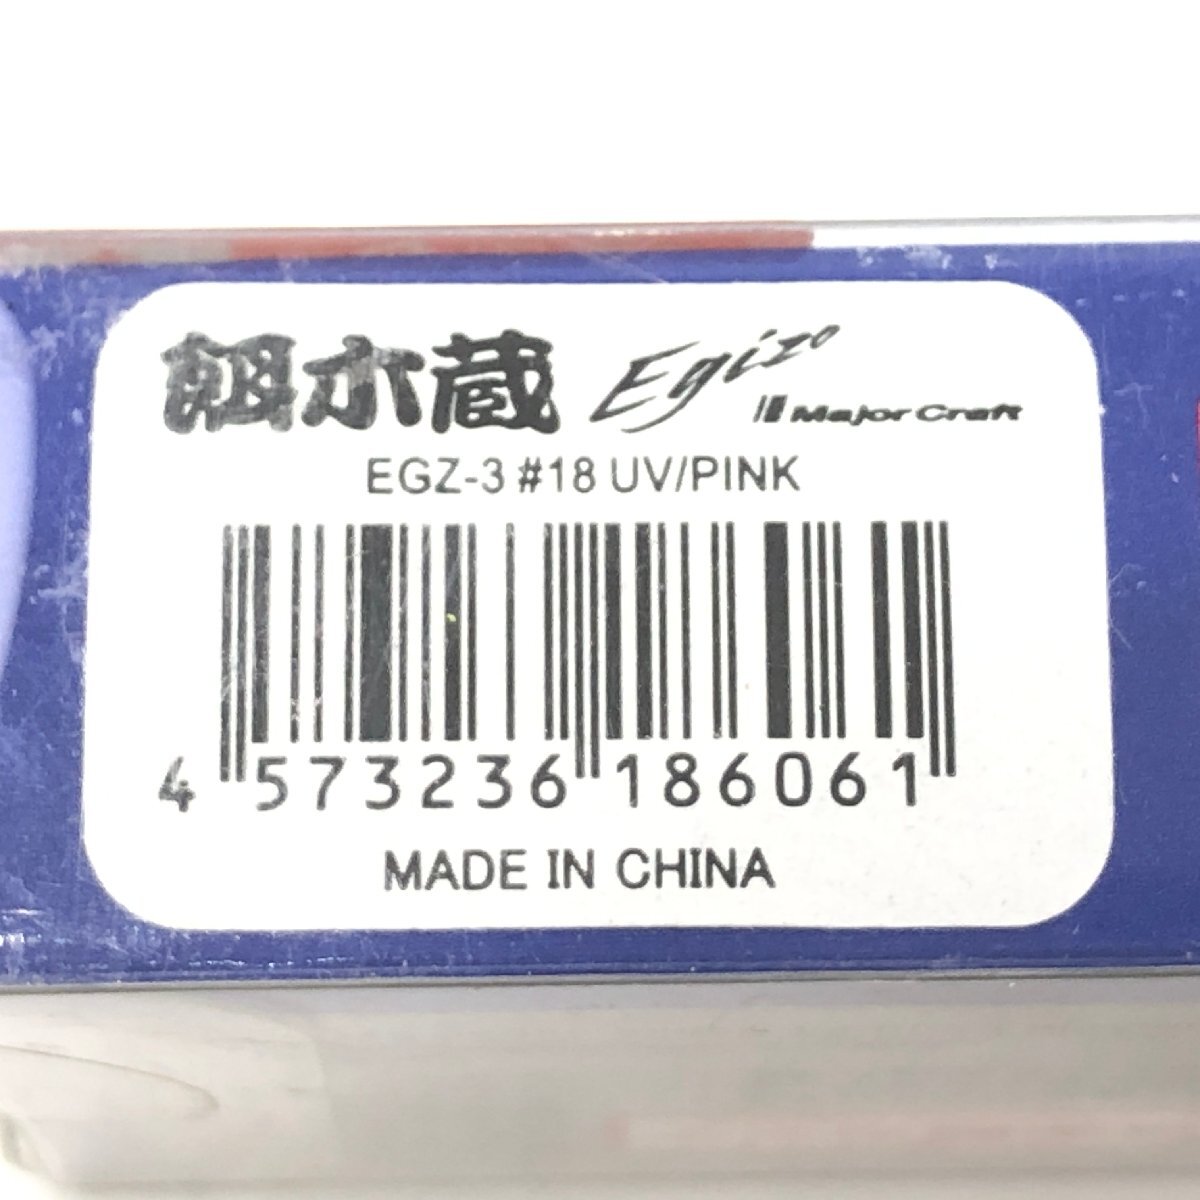 餌木蔵 Egizo
Major Craft
EGZ-3 #18 UV/PINK
4 573236 186061
MADE IN CHINA